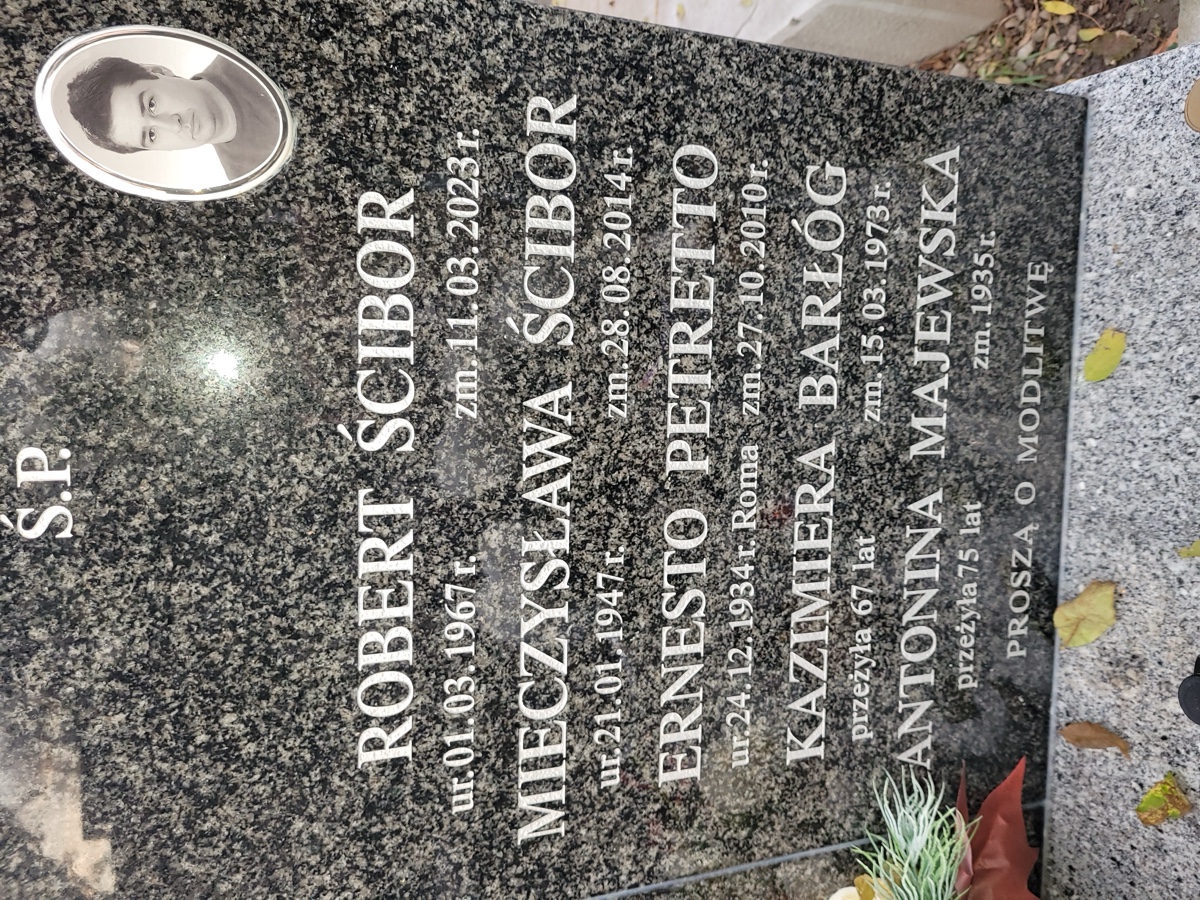 Ś.P.
ROBERT ŚCIBOR
ur.01.03.1967 r. zm.11.03.2023 r.
MIECZYSŁAWA ŚCIBOR
ur.21.01.1947 r. zm.28.08.2014 r.
ERNESTO PETRETTO
ur.24.12.1934 r. Roma zm.27.10.2010 r.
KAZIMIERA BARŁÓG
przeżyła 67 lat zm.15.03.1973 r.
ANTONINA MAJEWSKA
przeżyła 75 lat zm.1935 r.
PROSZĄ O MODLITWĘ